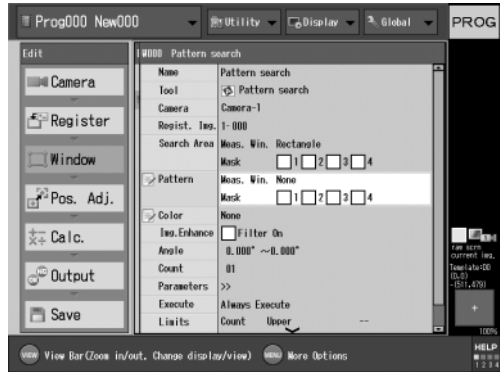 Prog000 New000
Utility
Display
Global
PROG
Edit
Camera
Register
Window
Pos. Adj.
Calc.
Output
Save
W000 Pattern search
Name Pattern search
Tool Pattern search
Camera Camera-1
Regist. Img. 1-000
Search Area Meas. Win. Rectangle
Mask 1 2 3 4
Pattern Meas. Win. None
Mask 1 2 3 4
Color None
Img.Enhance Filter On
Angle 0.000° ~0.000°
Count 01
Parameters >>
Execute Always Execute
Limits Count Upper --
raw scrn
current img.
Template:00
(0,0)
-(511,479)
100%
VIEW View Bar(Zoom in/out, Change display/view) MENU More Options
HELP
1 2 3 4